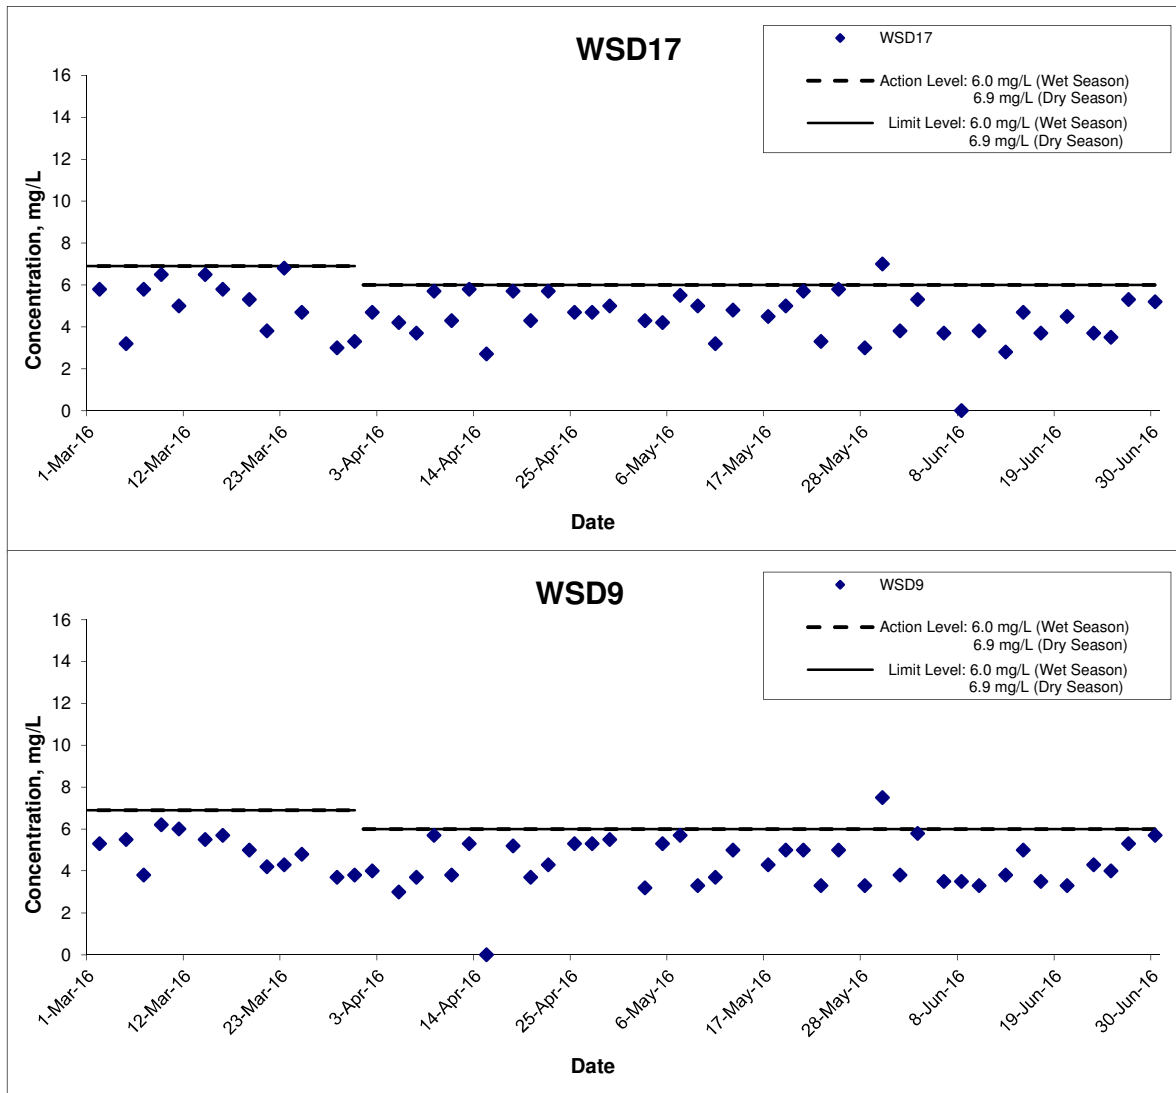 WSD17
WSD17
Action Level: 6.0 mg/L (Wet Season)
6.9 mg/L (Dry Season)
Limit Level: 6.0 mg/L (Wet Season)
6.9 mg/L (Dry Season)
Concentration, mg/L
16
14
12
10
8
6
4
2
0
1-Mar-16
12-Mar-16
23-Mar-16
3-Apr-16
14-Apr-16
25-Apr-16
6-May-16
17-May-16
28-May-16
8-Jun-16
19-Jun-16
30-Jun-16
Date
WSD9
WSD9
Action Level: 6.0 mg/L (Wet Season)
6.9 mg/L (Dry Season)
Limit Level: 6.0 mg/L (Wet Season)
6.9 mg/L (Dry Season)
Concentration, mg/L
16
14
12
10
8
6
4
2
0
1-Mar-16
12-Mar-16
23-Mar-16
3-Apr-16
14-Apr-16
25-Apr-16
6-May-16
17-May-16
28-May-16
8-Jun-16
19-Jun-16
30-Jun-16
Date